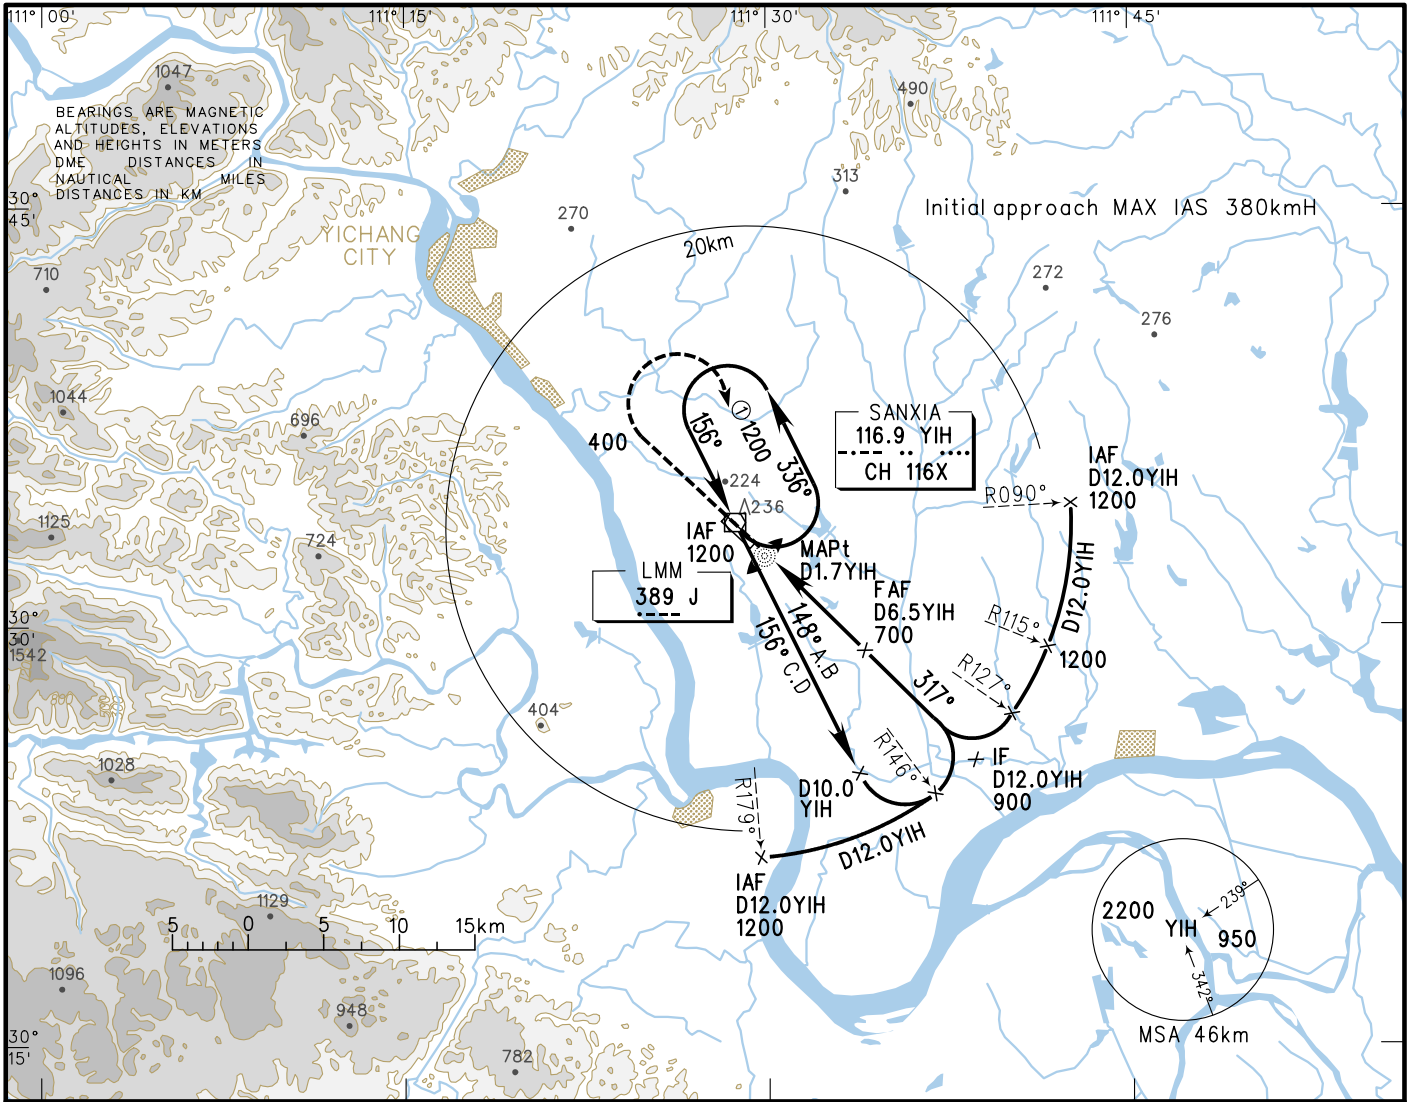 111° 00'
111° 15'
111° 30'
111° 45'
1047
490
BEARINGS ARE MAGNETIC
ALTITUDES, ELEVATIONS
AND HEIGHTS IN METERS
DME DISTANCES IN
NAUTICAL MILES
DISTANCES IN KM
313
30°
45'
Initial approach MAX IAS 380kmH
270
YICHANG
CITY
20km
710
272
276
1044
696
400
156°
①1200
336°
SANXIA
116.9 YIH
CH 116X
IAF
D12.0YIH
1200
R090°
224
236
1125
724
IAF
1200
MAPt
D1.7YIH
LMM
389 J
FAF
D6.5YIH
700
D12.0YIH
R115°
1200
30°
30'
1542
148° A.B
156° C.D
317°
R127°
880
404
R146°
IF
D12.0YIH
900
1028
D10.0
YIH
R179°
D12.0YIH
IAF
D12.0YIH
1200
1129
5 0 5 10 15km
2200
YIH
950
239°
342°
MSA 46km
1096
948
782
30°
15'